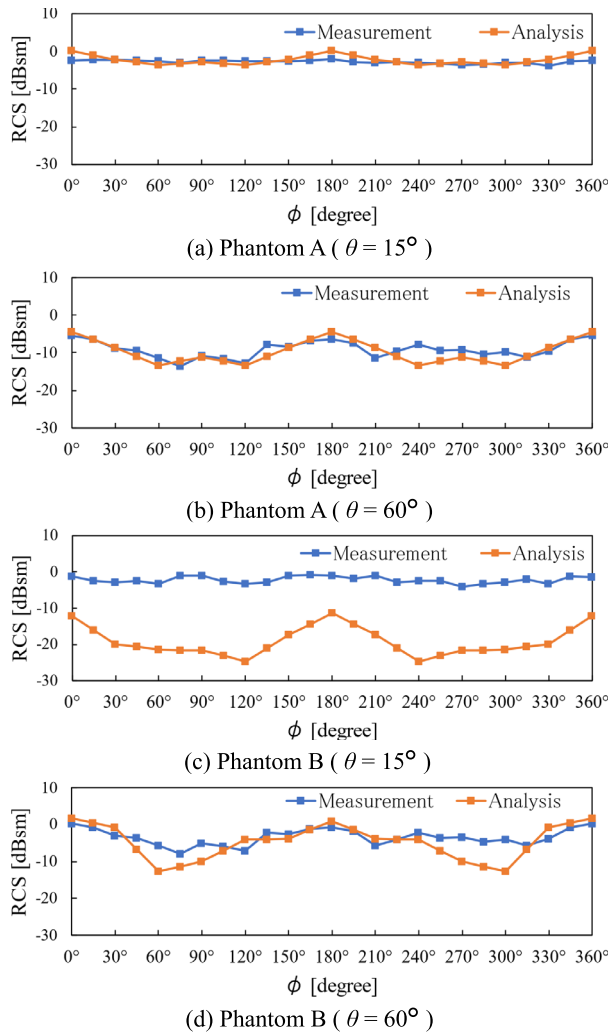 Measurement Analysis
RCS [dBsm]
10
0
-10
-20
-30
0° 30° 60° 90° 120° 150° 180° 210° 240° 270° 300° 330° 360°
ϕ [degree]
(a) Phantom A ( θ = 15° )
Measurement Analysis
RCS [dBsm]
10
0
-10
-20
-30
0° 30° 60° 90° 120° 150° 180° 210° 240° 270° 300° 330° 360°
ϕ [degree]
(b) Phantom A ( θ = 60° )
Measurement Analysis
RCS [dBsm]
10
0
-10
-20
-30
0° 30° 60° 90° 120° 150° 180° 210° 240° 270° 300° 330° 360°
ϕ [degree]
(c) Phantom B ( θ = 15° )
Measurement Analysis
RCS [dBsm]
10
0
-10
-20
-30
0° 30° 60° 90° 120° 150° 180° 210° 240° 270° 300° 330° 360°
ϕ [degree]
(d) Phantom B ( θ = 60° )